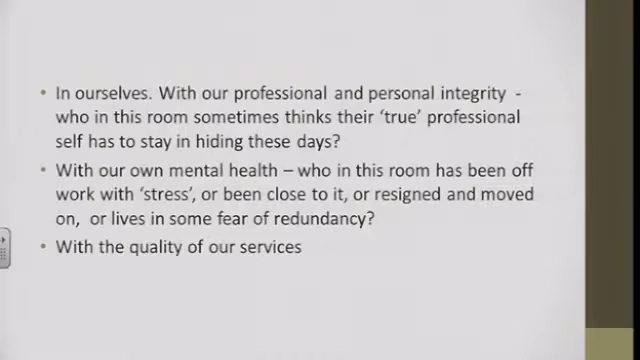 • In ourselves. With our professional and personal integrity -
who in this room sometimes thinks their ‘true’ professional
self has to stay in hiding these days?
• With our own mental health – who in this room has been off
work with ‘stress’, or been close to it, or resigned and moved
on, or lives in some fear of redundancy?
• With the quality of our services